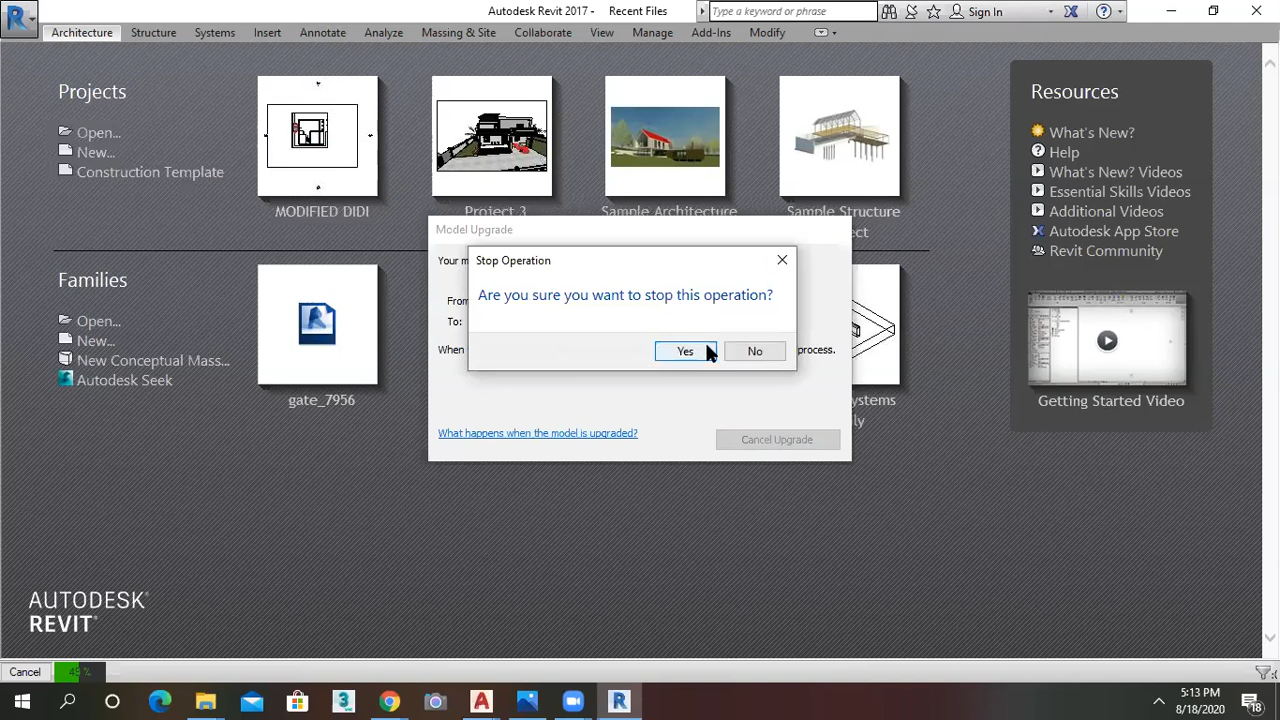 Autodesk Revit 2017 - Recent Files
Type a keyword or phrase
Sign In
Architecture Structure Systems Insert Annotate Analyze Massing & Site Collaborate View Manage Add-Ins Modify
Projects
Open...
New...
Construction Template
MODIFIED DIDI
Project 3
Sample Architecture
Sample Structure
Resources
What's New?
Help
What's New? Videos
Essential Skills Videos
Additional Videos
Autodesk App Store
Revit Community
Getting Started Video
Families
Open...
New...
New Conceptual Mass...
Autodesk Seek
gate_7956
Model Upgrade
Your
To:
When
process.
What happens when the model is upgraded?
Cancel Upgrade
Stop Operation
Are you sure you want to stop this operation?
Yes
No
AUTODESK®
REVIT®
Cancel
5:13 PM
8/18/2020
18